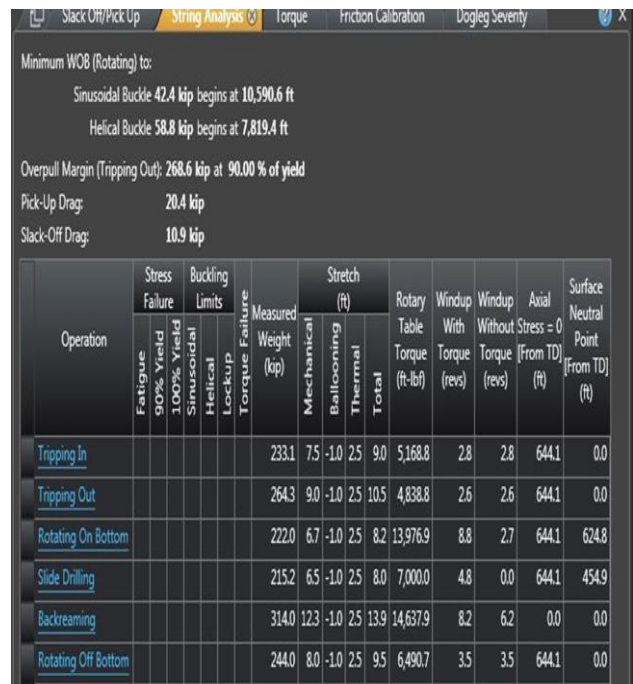 Slack Off/Pick Up String Analysis Torque Friction Calibration Dogleg Severity ? X
Minimum WOB (Rotating) to:
Sinusoidal Buckle 42.4 kip begins at 10,590.6 ft
Helical Buckle 58.8 kip begins at 7,819.4 ft
Overpull Margin (Tripping Out): 268.6 kip at 90.00 % of yield
Pick-Up Drag: 20.4 kip
Slack-Off Drag: 10.9 kip
Operation
Stress Failure
Fatigue
90% Yield
100% Yield
Buckling Limits
Sinusoidal
Helical
Lockup
Torque Failure
Measured Weight (kip)
Stretch (ft)
Mechanical
Ballooning
Thermal
Total
Rotary Table Torque (ft-lbf)
Windup With Torque (revs)
Windup Without Torque (revs)
Axial Stress = 0 [From TD] (ft)
Surface Neutral Point [From TD] (ft)
Tripping In 233.1 7.5 -1.0 2.5 9.0 5,168.8 2.8 2.8 644.1 0.0
Tripping Out 264.3 9.0 -1.0 2.5 10.5 4,838.8 2.6 2.6 644.1 0.0
Rotating On Bottom 222.0 6.7 -1.0 2.5 8.2 13,976.9 8.8 2.7 644.1 624.8
Slide Drilling 215.2 6.5 -1.0 2.5 8.0 7,000.0 4.8 0.0 644.1 454.9
Backreaming 314.0 12.3 -1.0 2.5 13.9 14,637.9 8.2 6.2 0.0 0.0
Rotating Off Bottom 244.0 8.0 -1.0 2.5 9.5 6,490.7 3.5 3.5 644.1 0.0